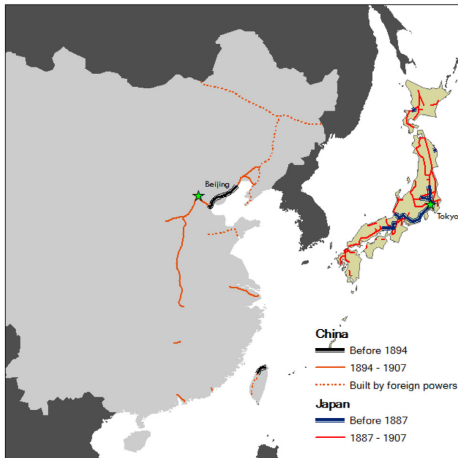 Beijing
Tokyo
China
Before 1894
1894 - 1907
Built by foreign powers
Japan
Before 1887
1887 - 1907